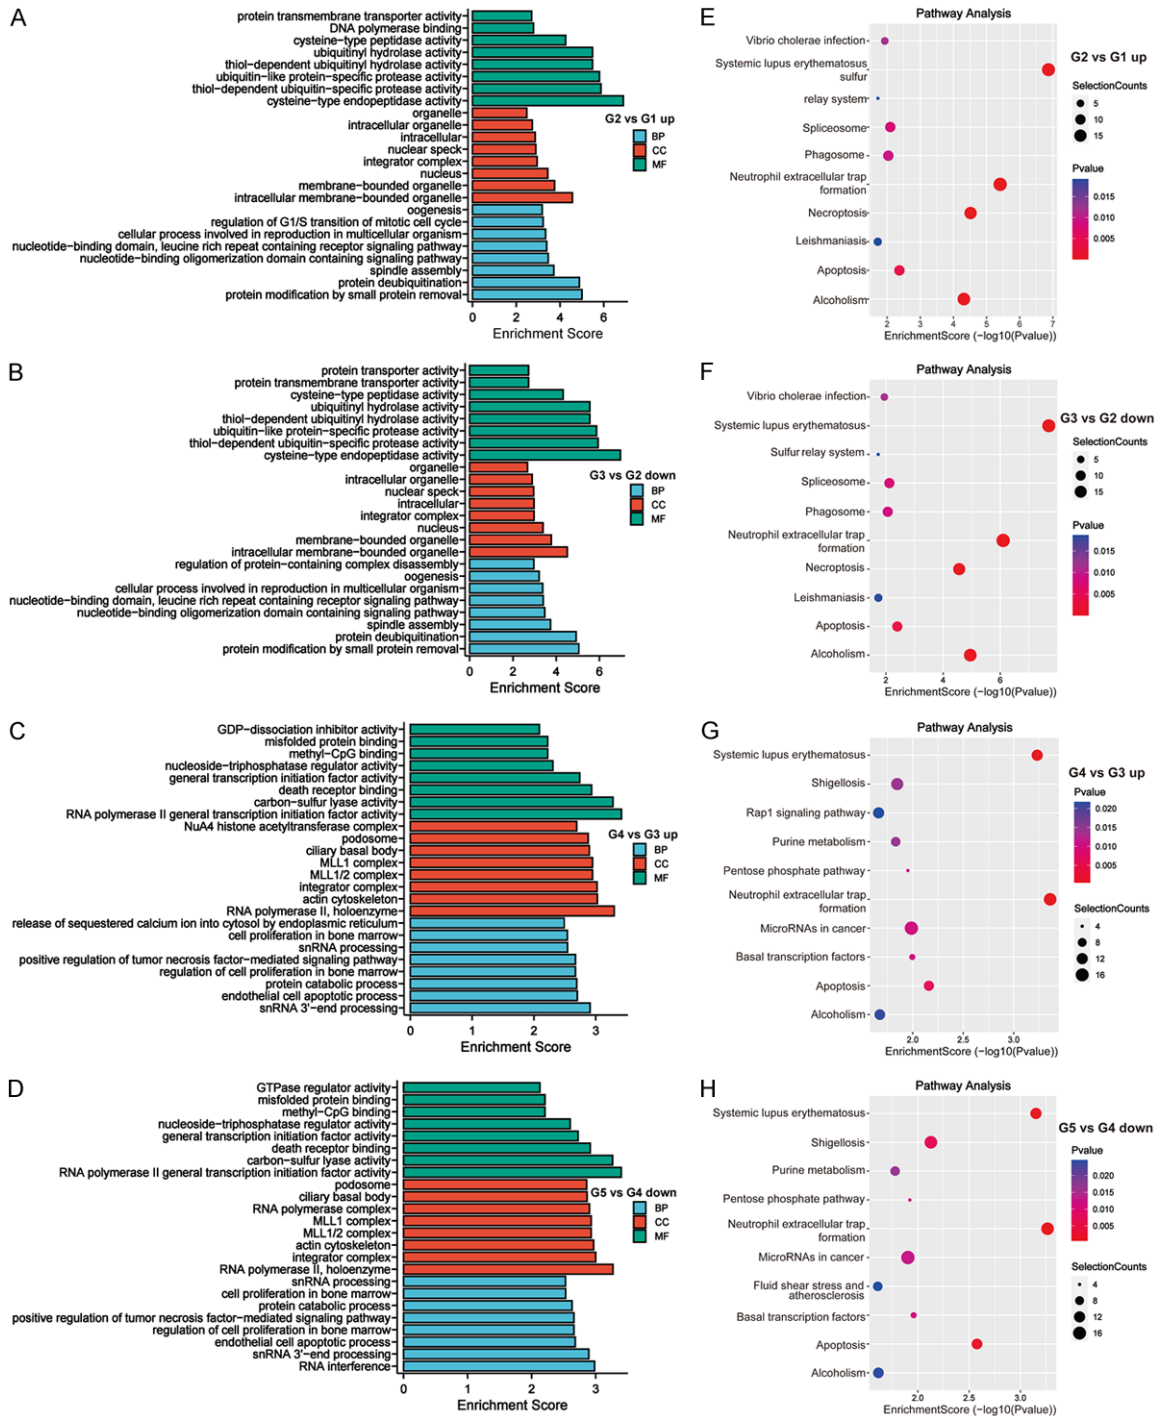 A
protein transmembrane transporter activity
DNA polymerase binding
cysteine-type peptidase activity
ubiquitinyl hydrolase activity
thiol-dependent ubiquitinyl hydrolase activity
ubiquitin-like protein-specific protease activity
thiol-dependent ubiquitin-specific protease activity
cysteine-type endopeptidase activity
organelle
intracellular organelle
intracellular
nuclear speck
integrator complex
nucleus
membrane-bounded organelle
intracellular membrane-bounded organelle
oogenesis
regulation of G1/S transition of mitotic cell cycle
cellular process involved in reproduction in multicellular organism
nucleotide-binding domain, leucine rich repeat containing receptor signaling pathway
nucleotide-binding oligomerization domain containing signaling pathway
spindle assembly
protein deubiquitination
protein modification by small protein removal
0 2 4 6
Enrichment Score
G2 vs G1 up
BP
CC
MF
E
Pathway Analysis
Vibrio cholerae infection
Systemic lupus erythematosus
sulfur
relay system
Spliceosome
Phagosome
Neutrophil extracellular trap
formation
Necroptosis
Leishmaniasis
Apoptosis
Alcoholism
2 3 4 5 6 7
EnrichmentScore (−log10(Pvalue))
G2 vs G1 up
SelectionCounts
5
10
15
Pvalue
0.015
0.010
0.005
B
protein transporter activity
protein transmembrane transporter activity
cysteine-type peptidase activity
ubiquitinyl hydrolase activity
thiol-dependent ubiquitinyl hydrolase activity
ubiquitin-like protein-specific protease activity
thiol-dependent ubiquitin-specific protease activity
cysteine-type endopeptidase activity
organelle
intracellular organelle
nuclear speck
intracellular
integrator complex
nucleus
membrane-bounded organelle
intracellular membrane-bounded organelle
regulation of protein-containing complex disassembly
oogenesis
cellular process involved in reproduction in multicellular organism
nucleotide-binding domain, leucine rich repeat containing receptor signaling pathway
nucleotide-binding oligomerization domain containing signaling pathway
spindle assembly
protein deubiquitination
protein modification by small protein removal
0 2 4 6
Enrichment Score
G3 vs G2 down
BP
CC
MF
F
Pathway Analysis
Vibrio cholerae infection
Systemic lupus erythematosus
Sulfur relay system
Spliceosome
Phagosome
Neutrophil extracellular trap
formation
Necroptosis
Leishmaniasis
Apoptosis
Alcoholism
2 4 6
EnrichmentScore (−log10(Pvalue))
G3 vs G2 down
SelectionCounts
5
10
15
Pvalue
0.015
0.010
0.005
C
GDP-dissociation inhibitor activity
misfolded protein binding
methyl-CpG binding
nucleoside-triphosphatase regulator activity
general transcription initiation factor activity
death receptor binding
carbon-sulfur lyase activity
RNA polymerase II general transcription initiation factor activity
NuA4 histone acetyltransferase complex
podosome
ciliary basal body
MLL1 complex
MLL1/2 complex
integrator complex
actin cytoskeleton
RNA polymerase II, holoenzyme
release of sequestered calcium ion into cytosol by endoplasmic reticulum
cell proliferation in bone marrow
snRNA processing
positive regulation of tumor necrosis factor-mediated signaling pathway
regulation of cell proliferation in bone marrow
protein catabolic process
endothelial cell apoptotic process
snRNA 3'-end processing
0 1 2 3
Enrichment Score
G4 vs G3 up
BP
CC
MF
G
Pathway Analysis
Systemic lupus erythematosus
Shigellosis
Rap1 signaling pathway
Purine metabolism
Pentose phosphate pathway
Neutrophil extracellular trap
formation
MicroRNAs in cancer
Basal transcription factors
Apoptosis
Alcoholism
2.0 2.5 3.0
EnrichmentScore (−log10(Pvalue))
G4 vs G3 up
Pvalue
0.020
0.015
0.010
0.005
SelectionCounts
4
8
12
16
D
GTPase regulator activity
misfolded protein binding
methyl-CpG binding
nucleoside-triphosphatase regulator activity
general transcription initiation factor activity
death receptor binding
carbon-sulfur lyase activity
RNA polymerase II general transcription initiation factor activity
podosome
ciliary basal body
RNA polymerase complex
MLL1 complex
MLL1/2 complex
actin cytoskeleton
integrator complex
RNA polymerase II, holoenzyme
snRNA processing
cell proliferation in bone marrow
protein catabolic process
positive regulation of tumor necrosis factor-mediated signaling pathway
regulation of cell proliferation in bone marrow
endothelial cell apoptotic process
snRNA 3'-end processing
RNA interference
0 1 2 3
Enrichment Score
G5 vs G4 down
BP
CC
MF
H
Pathway Analysis
Systemic lupus erythematosus
Shigellosis
Purine metabolism
Pentose phosphate pathway
Neutrophil extracellular trap
formation
MicroRNAs in cancer
Fluid shear stress and
atherosclerosis
Basal transcription factors
Apoptosis
Alcoholism
2.0 2.5 3.0
EnrichmentScore (−log10(Pvalue))
G5 vs G4 down
Pvalue
0.020
0.015
0.010
0.005
SelectionCounts
4
8
12
16